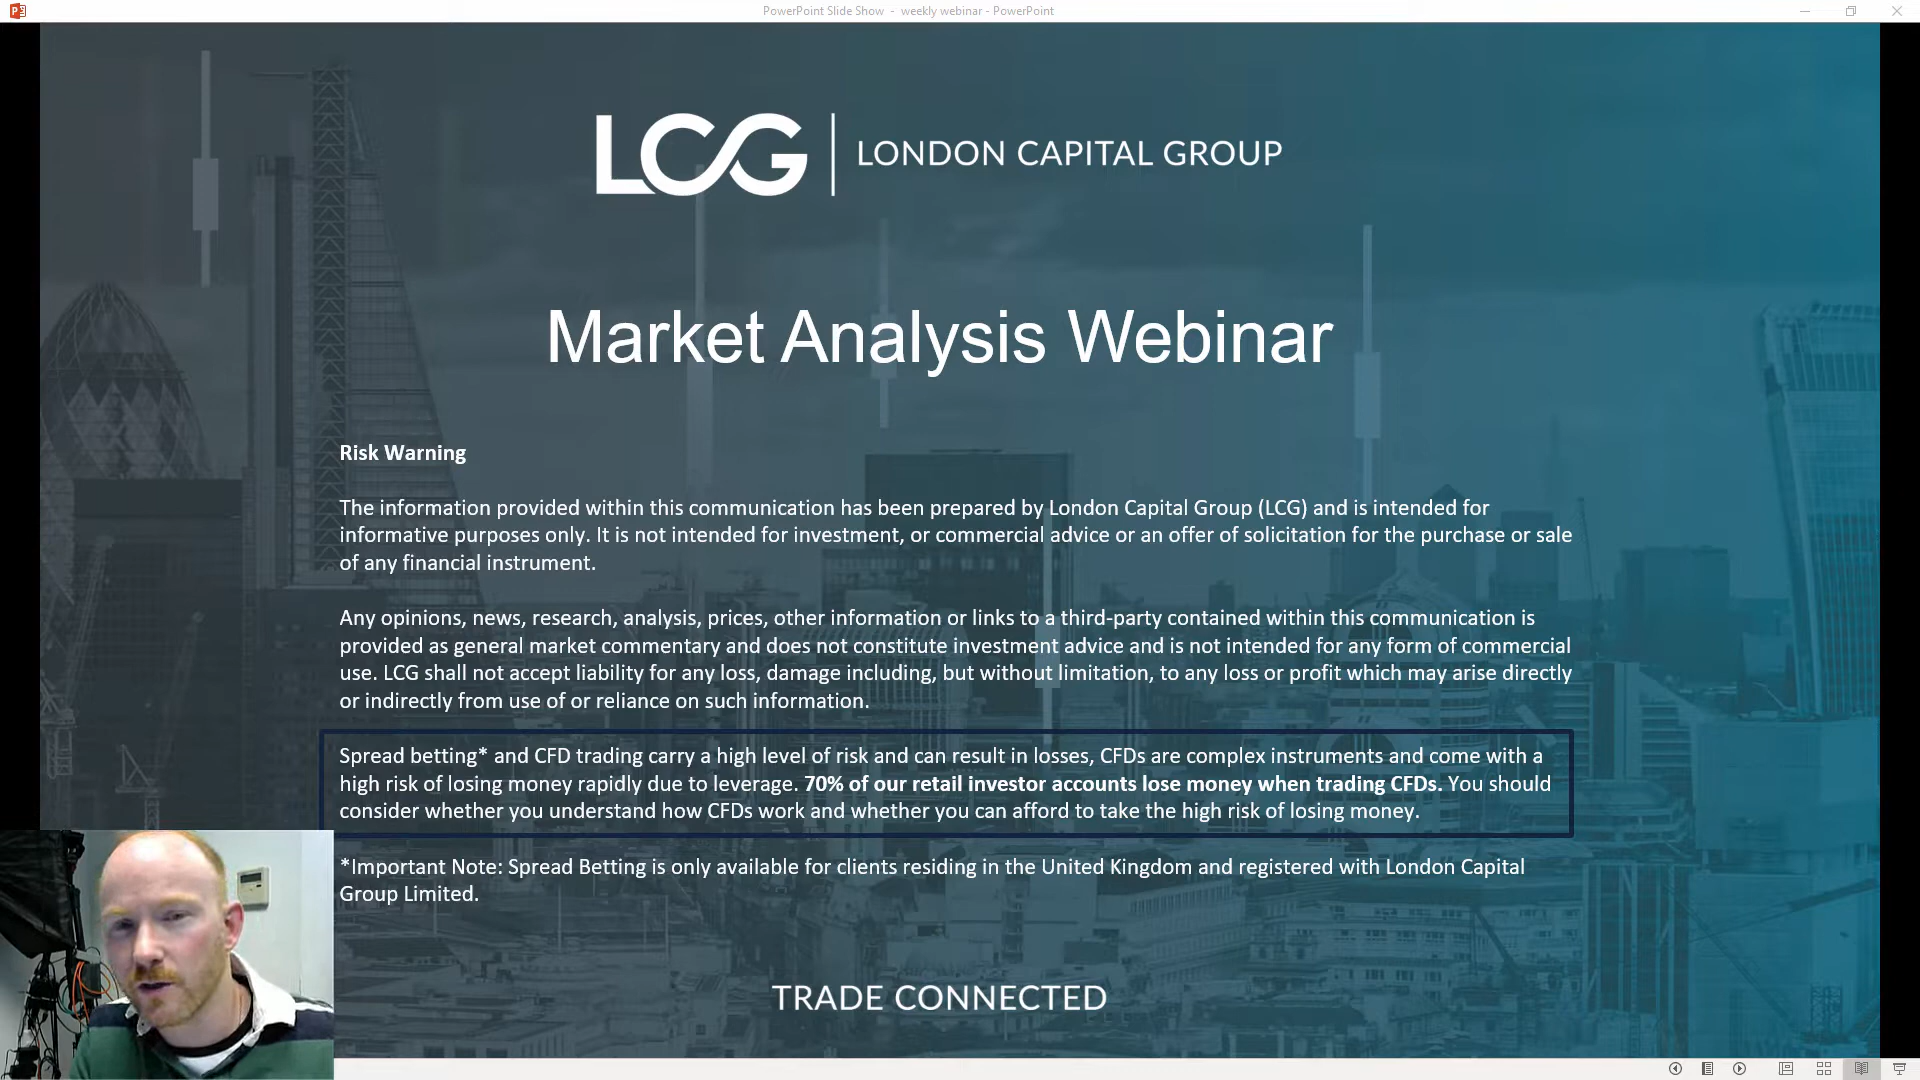 PowerPoint Slide Show - weekly webinar - PowerPoint
LCG LONDON CAPITAL GROUP
Market Analysis Webinar
Risk Warning
The information provided within this communication has been prepared by London Capital Group (LCG) and is intended for
informative purposes only. It is not intended for investment, or commercial advice or an offer of solicitation for the purchase or sale
of any financial instrument.
Any opinions, news, research, analysis, prices, other information or links to a third-party contained within this communication is
provided as general market commentary and does not constitute investment advice and is not intended for any form of commercial
use. LCG shall not accept liability for any loss, damage including, but without limitation, to any loss or profit which may arise directly
or indirectly from use of or reliance on such information.
Spread betting* and CFD trading carry a high level of risk and can result in losses, CFDs are complex instruments and come with a
high risk of losing money rapidly due to leverage. 70% of our retail investor accounts lose money when trading CFDs. You should
consider whether you understand how CFDs work and whether you can afford to take the high risk of losing money.
*Important Note: Spread Betting is only available for clients residing in the United Kingdom and registered with London Capital
Group Limited.
TRADE CONNECTED